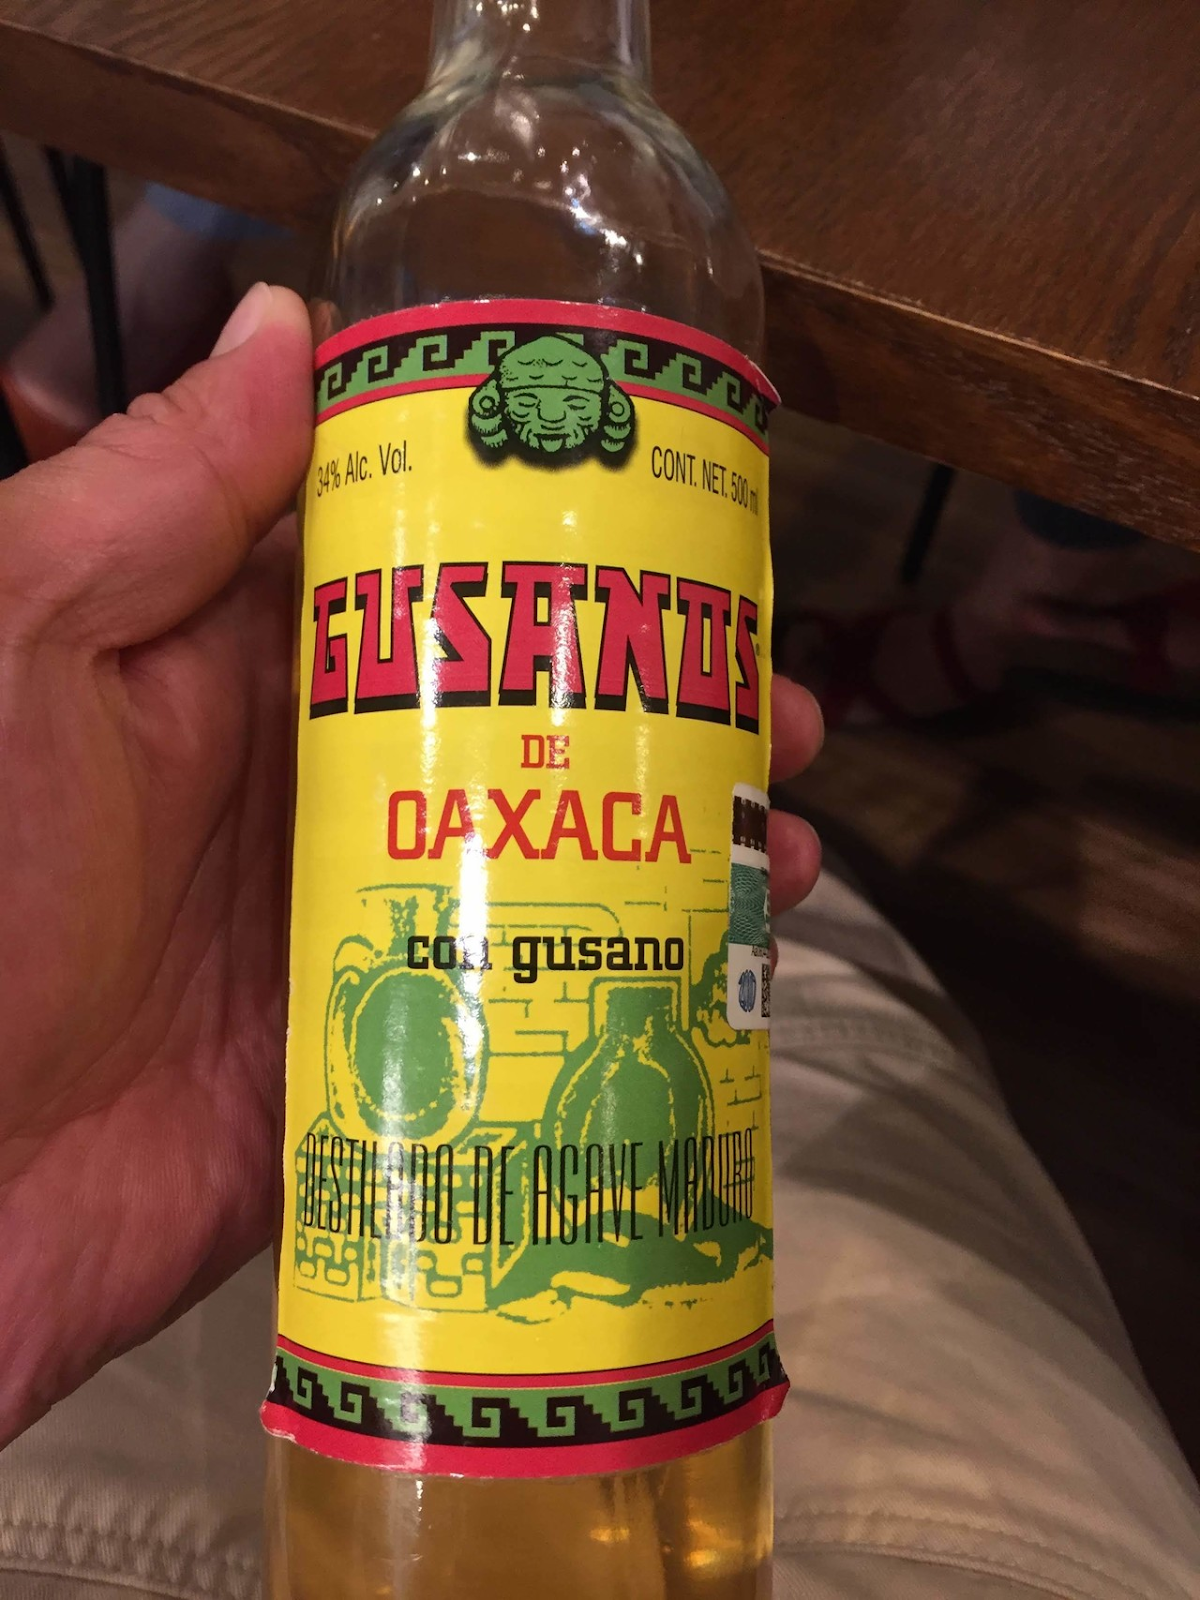 34% Alc. Vol.
CONT. NET. 500 ml
GUSANOS
DE
OAXACA
con gusano
DESTILADO DE AGAVE MADURO